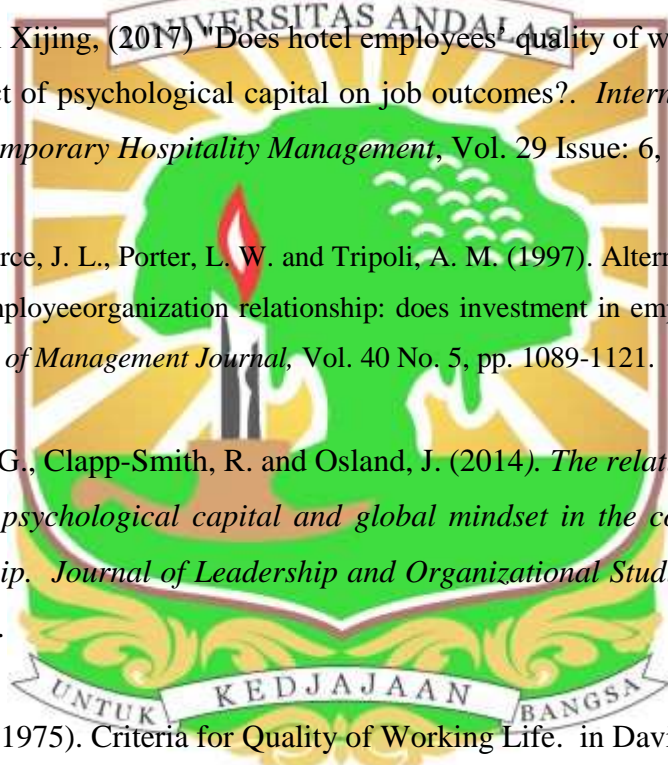 UNIVERSITAS ANDALAS
Xijing, (2017) "Does hotel employees’ quality of w
ct of psychological capital on job outcomes?. Intern
mporary Hospitality Management, Vol. 29 Issue: 6,
rce, J. L., Porter, L. W. and Tripoli, A. M. (1997). Altern
nployeeorganization relationship: does investment in emp
of Management Journal, Vol. 40 No. 5, pp. 1089-1121.
G., Clapp-Smith, R. and Osland, J. (2014). The relat
psychological capital and global mindset in the co
ip. Journal of Leadership and Organizational Stud
.
UNTUK KEDJAJAAN BANGSA
1975). Criteria for Quality of Working Life. in Davi